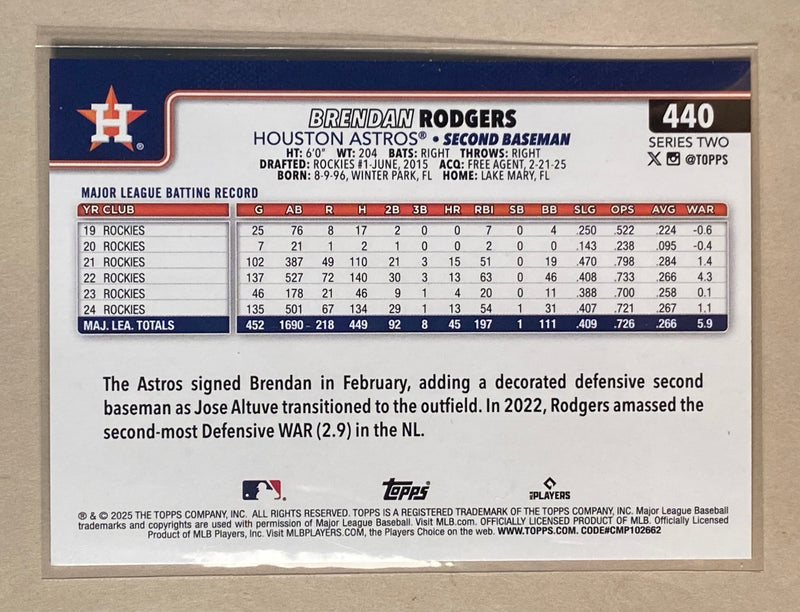 H
®
BRENDAN RODGERS
440
HOUSTON ASTROS® • SECOND BASEMAN
SERIES TWO
HT: 6'0" WT: 204 BATS: RIGHT THROWS: RIGHT
DRAFTED: ROCKIES #1-JUNE, 2015 ACQ: FREE AGENT, 2-21-25
X @TOPPS
BORN: 8-9-96, WINTER PARK, FL HOME: LAKE MARY, FL
MAJOR LEAGUE BATTING RECORD
YR CLUB G AB R H 2B 3B HR RBI SB BB SLG OPS AVG WAR
19 ROCKIES 25 76 8 17 2 0 0 7 0 4 .250 .522 .224 -0.6
20 ROCKIES 7 21 1 2 1 0 0 2 0 0 .143 .238 .095 -0.4
21 ROCKIES 102 387 49 110 21 3 15 51 0 19 .470 .798 .284 1.4
22 ROCKIES 137 527 72 140 30 3 13 63 0 46 .408 .733 .266 4.3
23 ROCKIES 46 178 21 46 9 1 4 20 0 11 .388 .700 .258 0.1
24 ROCKIES 135 501 67 134 29 1 13 54 1 31 .407 .721 .267 1.1
MAJ. LEA. TOTALS 452 1690 218 449 92 8 45 197 1 111 .409 .726 .266 5.9
The Astros signed Brendan in February, adding a decorated defensive second
baseman as Jose Altuve transitioned to the outfield. In 2022, Rodgers amassed the
second-most Defensive WAR (2.9) in the NL.
Topps
MLB PLAYERS
® & © 2025 THE TOPPS COMPANY, INC. ALL RIGHTS RESERVED. TOPPS IS A REGISTERED TRADEMARK OF THE TOPPS COMPANY, INC. Major League Baseball
trademarks and copyrights are used with permission of Major League Baseball. Visit MLB.com. OFFICIALLY LICENSED PRODUCT OF MLB. Officially Licensed
Product of MLB Players, Inc. Visit MLBPLAYERS.COM, the Players Choice on the web. WWW.TOPPS.COM. CODE#CMP102662